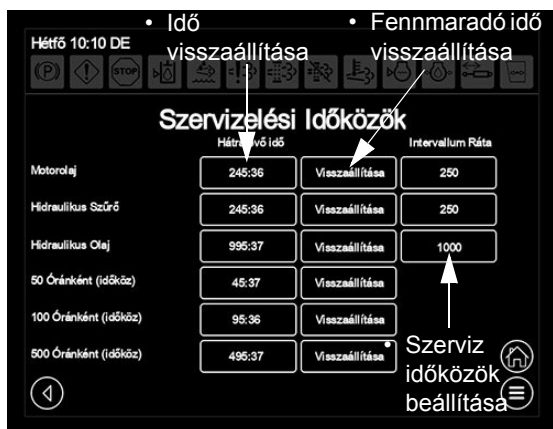 • Idő visszaállítása
• Fennmaradó idő visszaállítása
Hétfő 10:10 DE
(P) STOP
Szervizelési Időközök
Hátralévő idő Intervallum Ráta
Motorolaj 245:36 Visszaállítása 250
Hidraulikus Szűrő 245:36 Visszaállítása 250
Hidraulikus Olaj 995:37 Visszaállítása 1000
50 Óránként (időköz) 45:37 Visszaállítása
100 Óránként (időköz) 95:36 Visszaállítása
500 Óránként (időköz) 495:37 Visszaállítása
• Szerviz
időközök
beállítása